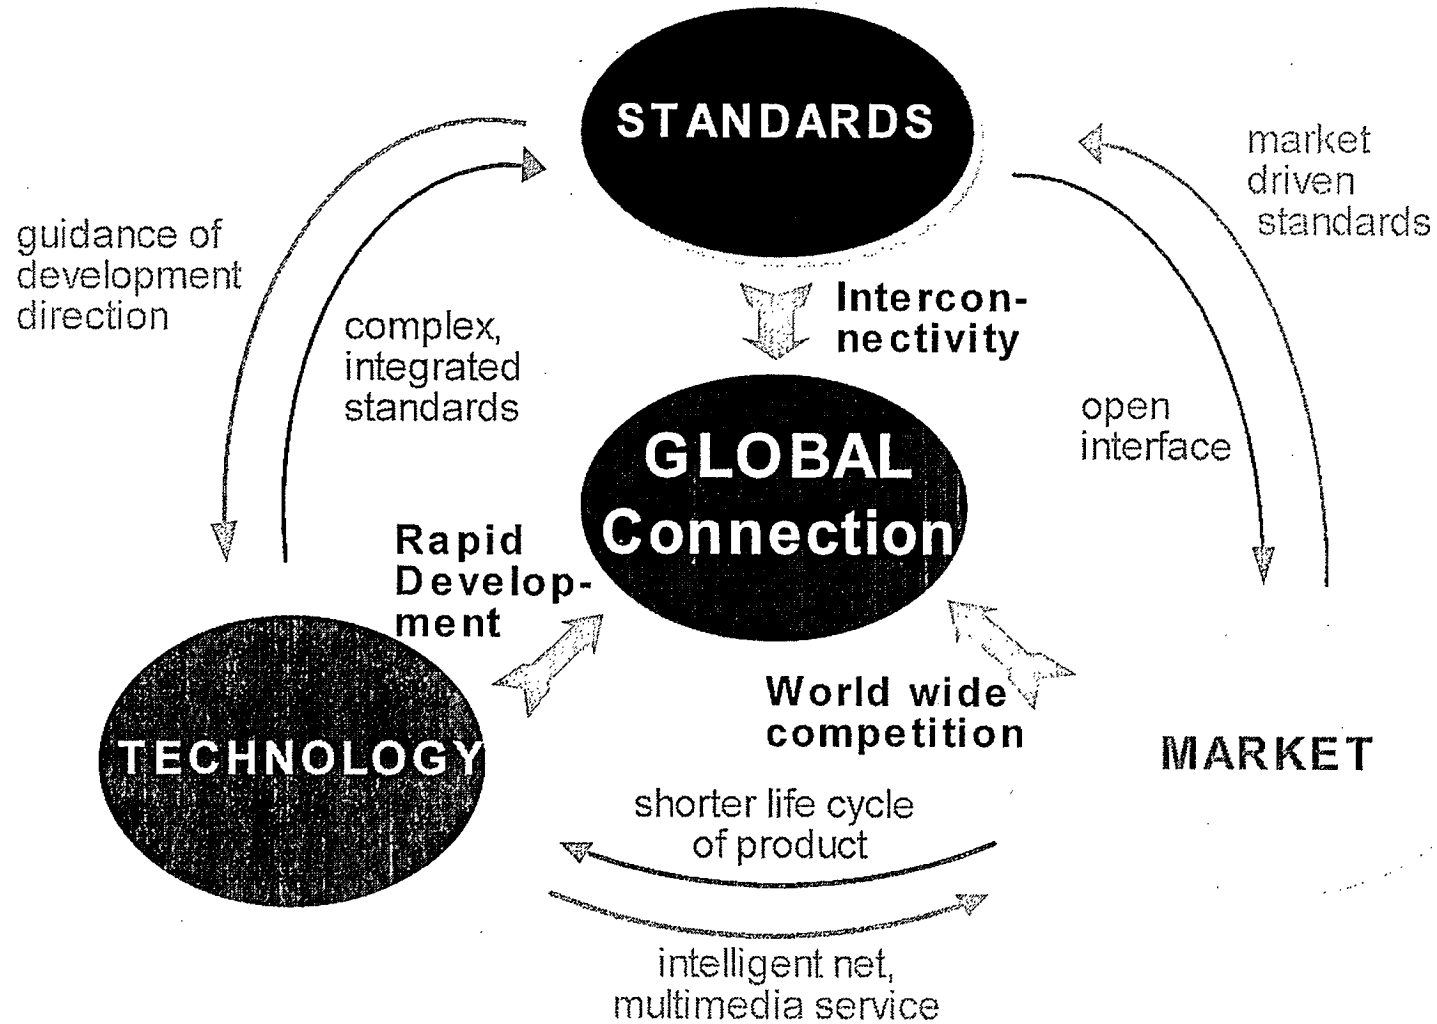 STANDARDS
market
driven
standards
guidance of
development
direction
complex,
integrated
standards
Intercon-
nectivity
open
interface
GLOBAL
Connection
Rapid
Develop-
ment
World wide
competition
TECHNOLOGY
MARKET
shorter life cycle
of product
intelligent net,
multimedia service